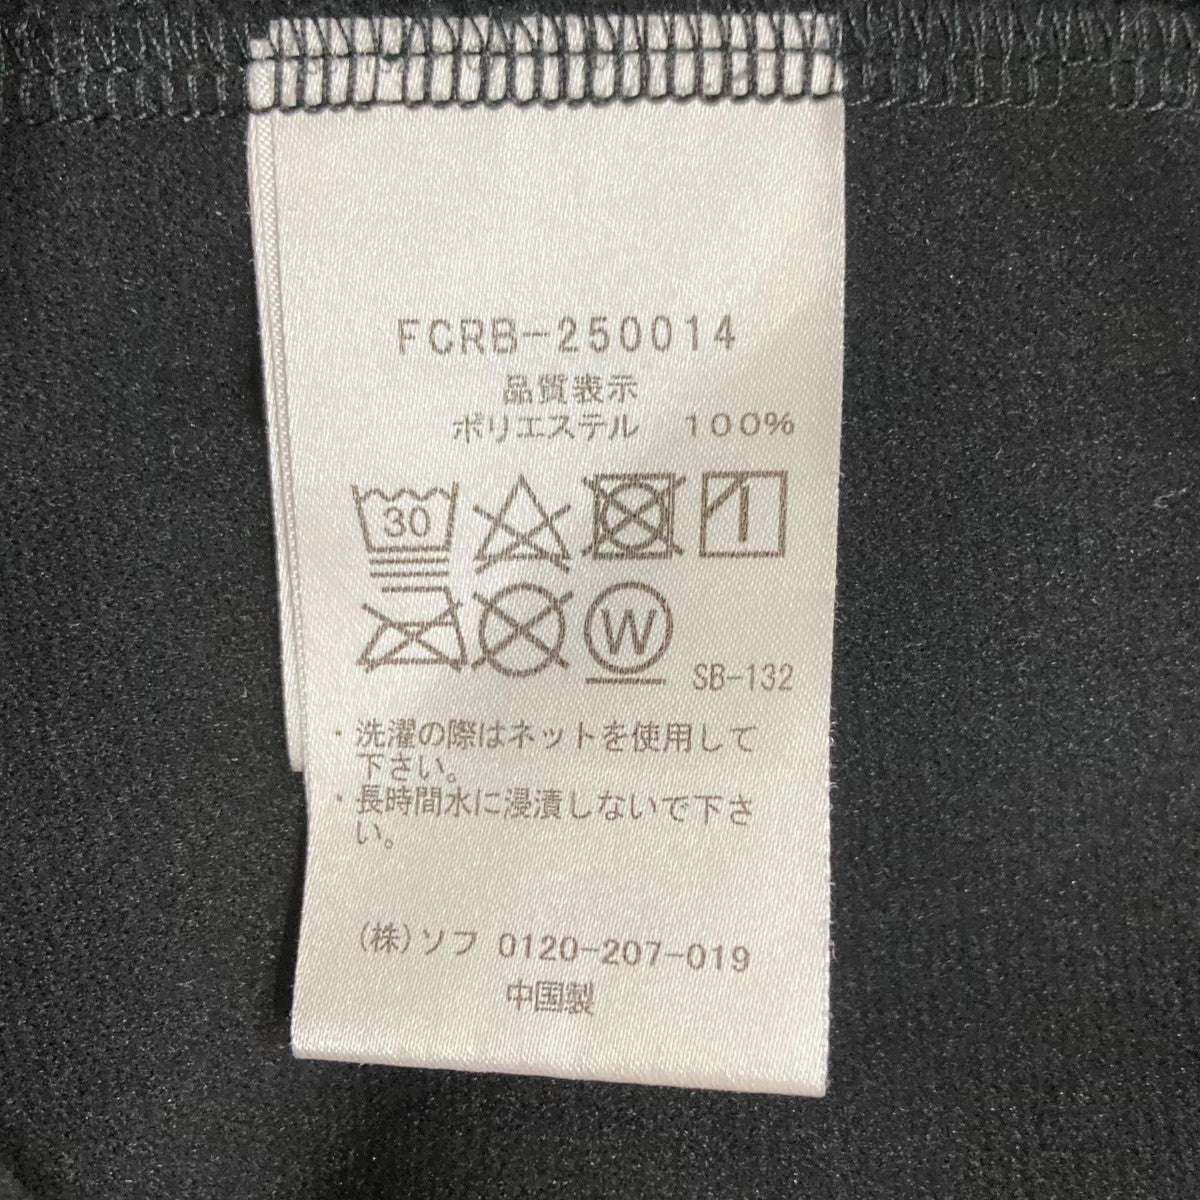 FCRB-250014
品質表示
ポリエステル 100%
30
W
SB-132
・洗濯の際はネットを使用して
下さい。
・長時間水に浸漬しないで下さ
い。
(株)ソフ 0120-207-019
中国製